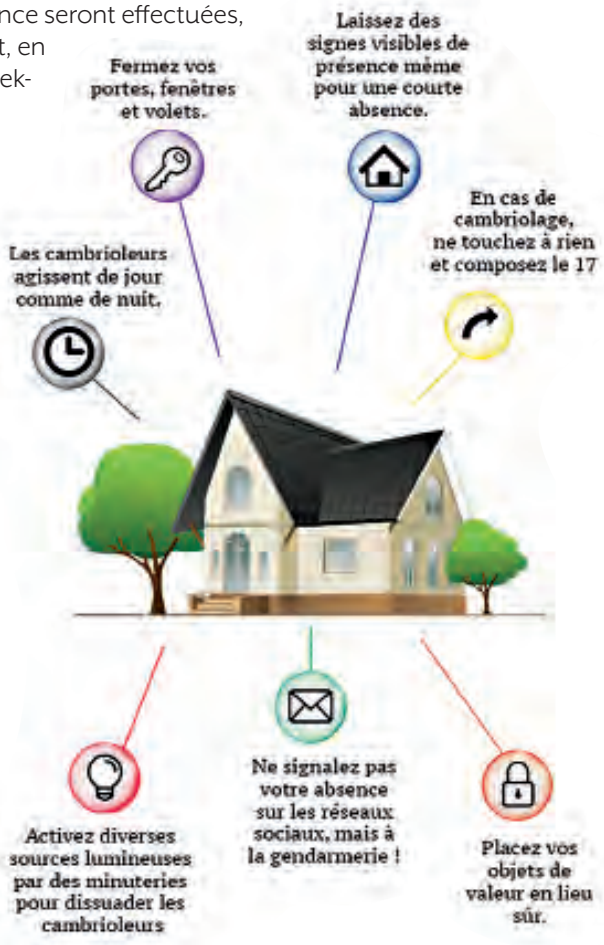 nce seront effectuées,
t, en
ek-
Fermez vos
portes, fenêtres
et volets.
Laissez des
signes visibles de
présence même
pour une courte
absence.
En cas de
cambriolage,
ne touchez à rien
et composez le 17
Les cambrioleurs
agissent de jour
comme de nuit.
Activez diverses
sources lumineuses
par des minuteries
pour dissuader les
cambrioleurs
Ne signalez pas
votre absence
sur les réseaux
sociaux, mais à
la gendarmerie !
Placez vos
objets de
valeur en lieu
sûr.